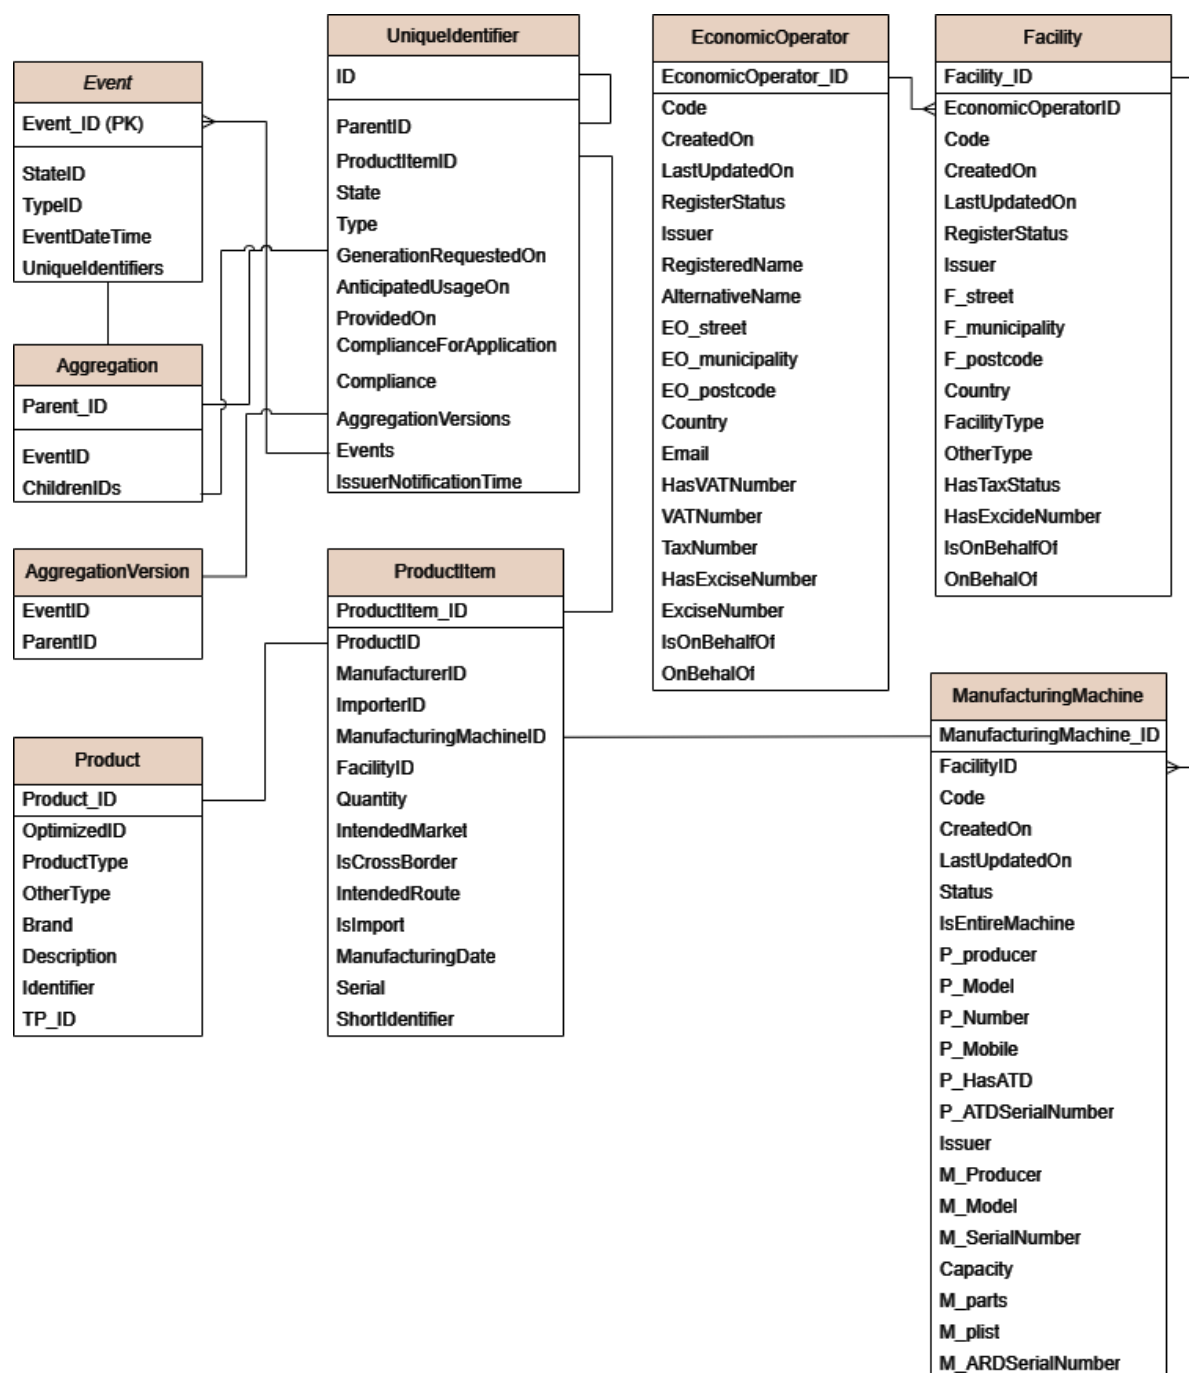 Event
Event_ID (PK)
StateID
TypeID
EventDateTime
UniqueIdentifiers
Aggregation
Parent_ID
EventID
ChildrenIDs
AggregationVersion
EventID
ParentID
Product
Product_ID
OptimizedID
ProductType
OtherType
Brand
Description
Identifier
TP_ID
UniqueIdentifier
ID
ParentID
ProductItemID
State
Type
GenerationRequestedOn
AnticipatedUsageOn
ProvidedOn
ComplianceForApplication
Compliance
AggregationVersions
Events
IssuerNotificationTime
ProductItem
ProductItem_ID
ProductID
ManufacturerID
ImporterID
ManufacturingMachineID
FacilityID
Quantity
IntendedMarket
IsCrossBorder
IntendedRoute
IsImport
ManufacturingDate
Serial
ShortIdentifier
EconomicOperator
EconomicOperator_ID
Code
CreatedOn
LastUpdatedOn
RegisterStatus
Issuer
RegisteredName
AlternativeName
EO_street
EO_municipality
EO_postcode
Country
Email
HasVATNumber
VATNumber
TaxNumber
HasExciseNumber
ExciseNumber
IsOnBehalfOf
OnBehalOf
Facility
Facility_ID
EconomicOperatorID
Code
CreatedOn
LastUpdatedOn
RegisterStatus
Issuer
F_street
F_municipality
F_postcode
Country
FacilityType
OtherType
HasTaxStatus
HasExcideNumber
IsOnBehalfOf
OnBehalOf
ManufacturingMachine
ManufacturingMachine_ID
FacilityID
Code
CreatedOn
LastUpdatedOn
Status
IsEntireMachine
P_producer
P_Model
P_Number
P_Mobile
P_HasATD
P_ATDSerialNumber
Issuer
M_Producer
M_Model
M_SerialNumber
Capacity
M_parts
M_plist
M_ARDSerialNumber